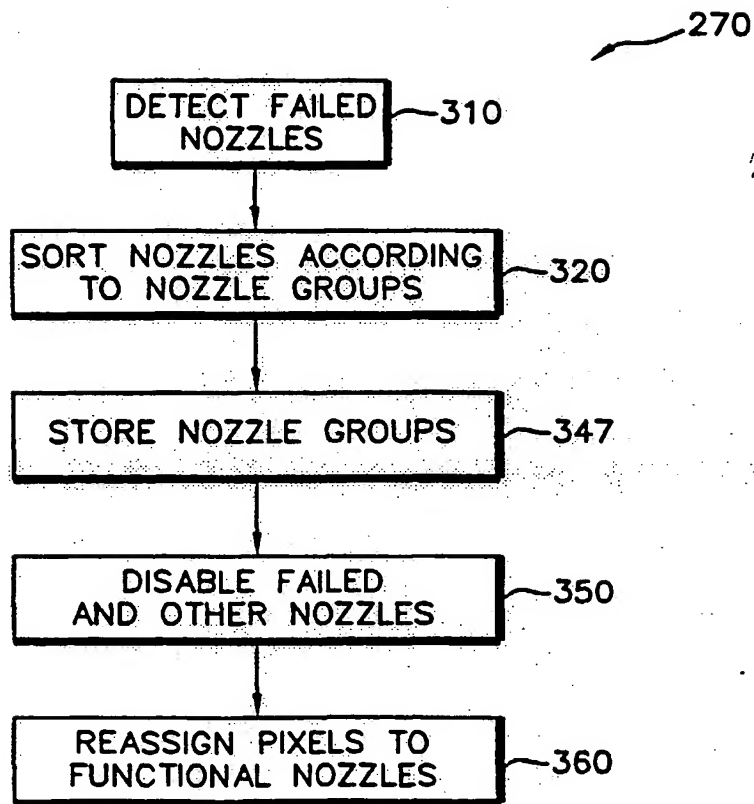 270
DETECT FAILED
NOZZLES
310
SORT NOZZLES ACCORDING
TO NOZZLE GROUPS
320
STORE NOZZLE GROUPS
347
DISABLE FAILED
AND OTHER NOZZLES
350
REASSIGN PIXELS TO
FUNCTIONAL NOZZLES
360